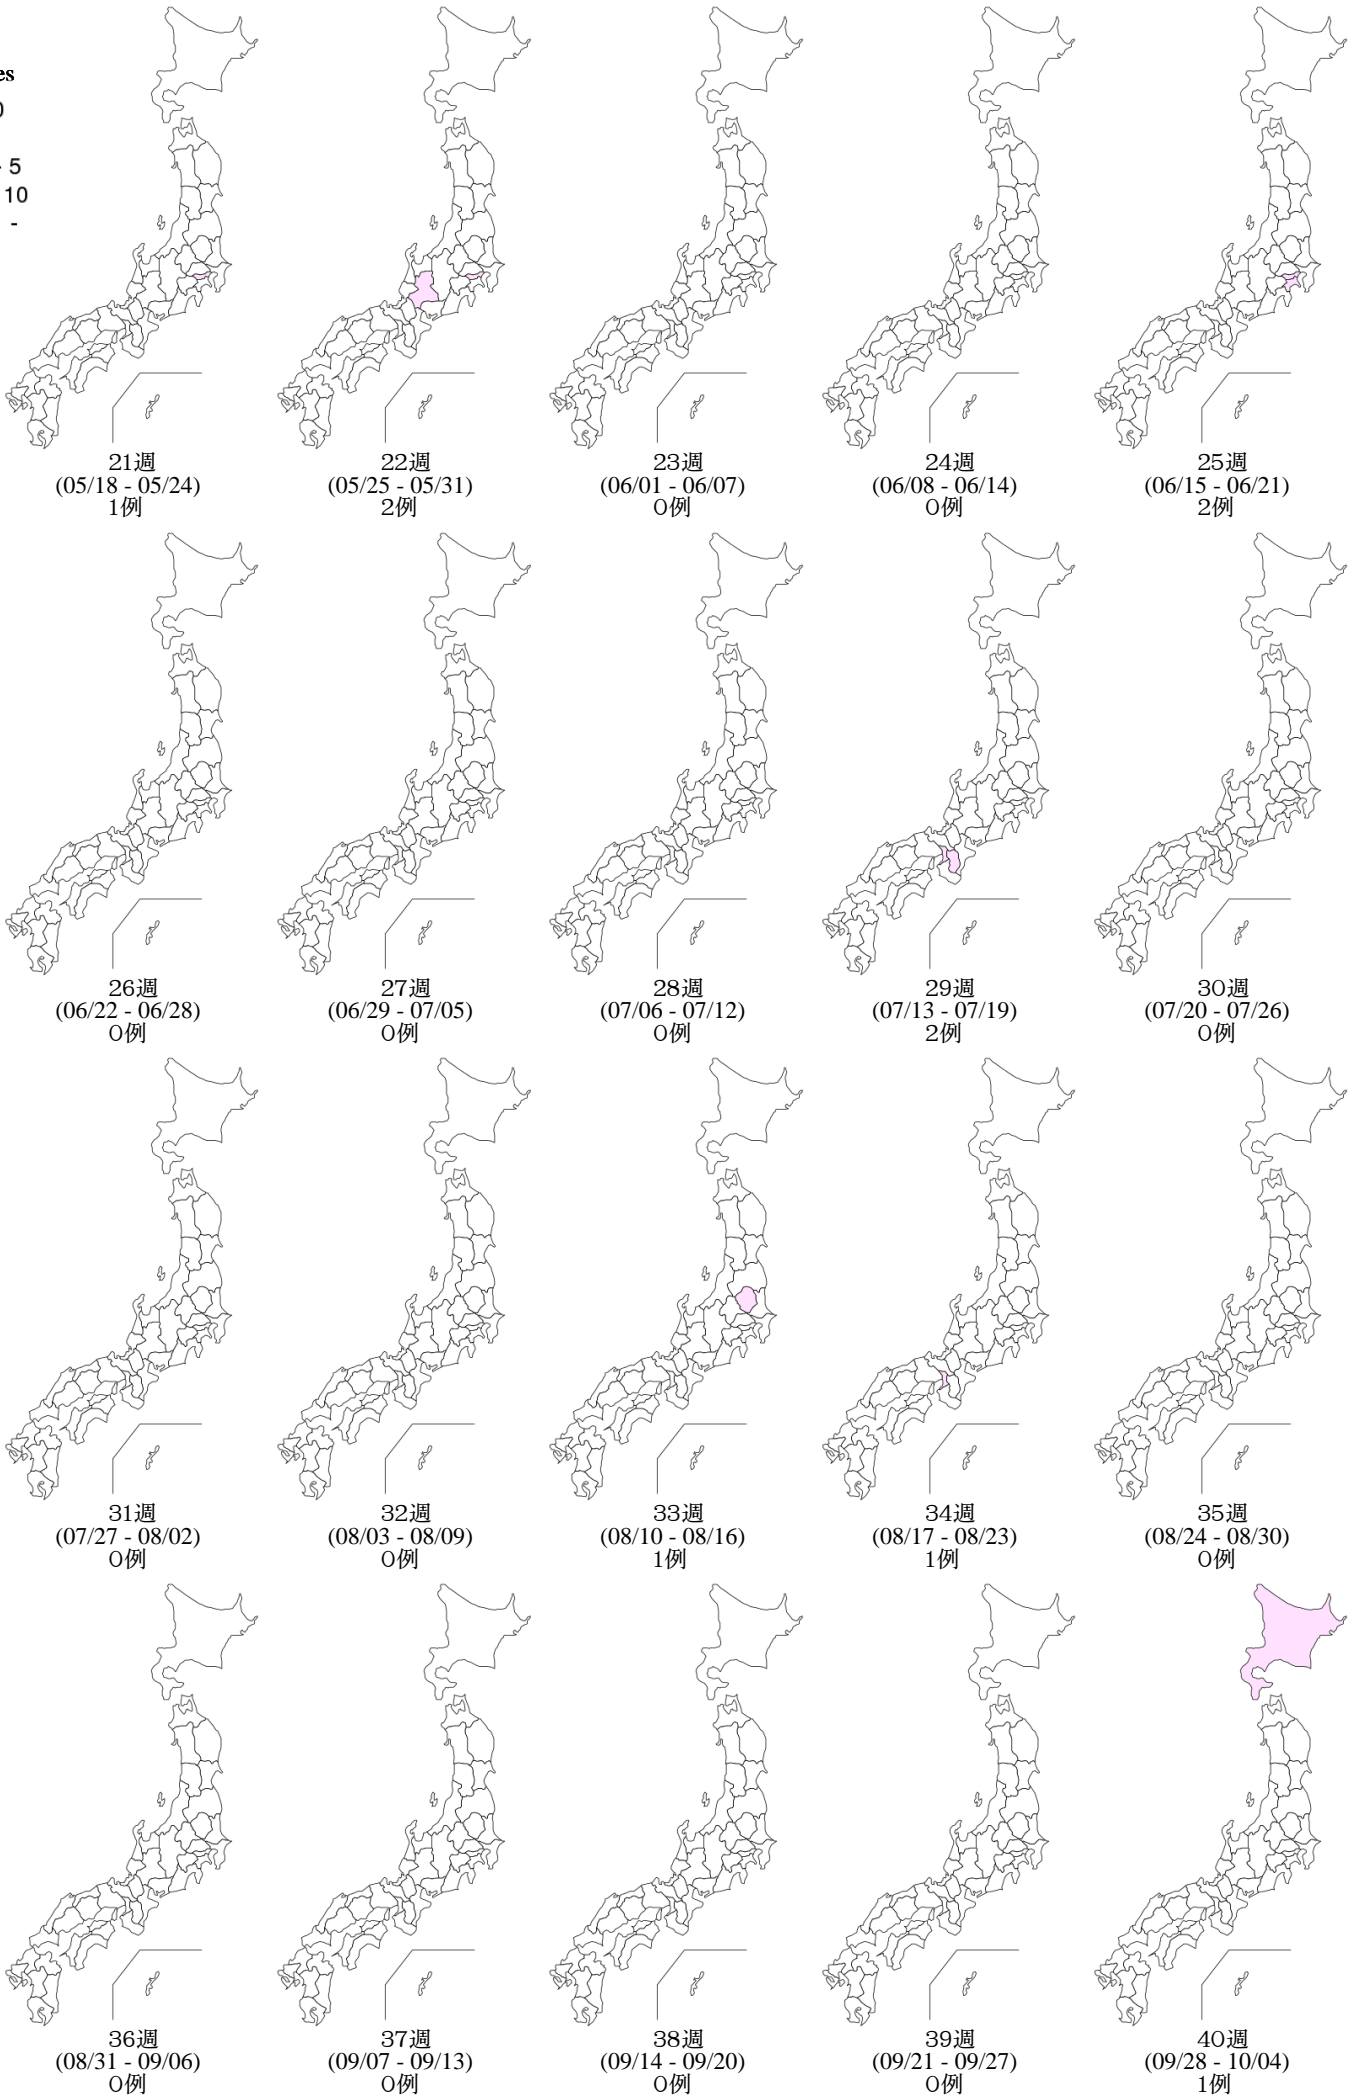 es
0
- 5
10
-
21週
(05/18 - 05/24)
1例
22週
(05/25 - 05/31)
2例
23週
(06/01 - 06/07)
0例
24週
(06/08 - 06/14)
0例
25週
(06/15 - 06/21)
2例
26週
(06/22 - 06/28)
0例
27週
(06/29 - 07/05)
0例
28週
(07/06 - 07/12)
0例
29週
(07/13 - 07/19)
2例
30週
(07/20 - 07/26)
0例
31週
(07/27 - 08/02)
0例
32週
(08/03 - 08/09)
0例
33週
(08/10 - 08/16)
1例
34週
(08/17 - 08/23)
1例
35週
(08/24 - 08/30)
0例
36週
(08/31 - 09/06)
0例
37週
(09/07 - 09/13)
0例
38週
(09/14 - 09/20)
0例
39週
(09/21 - 09/27)
0例
40週
(09/28 - 10/04)
1例